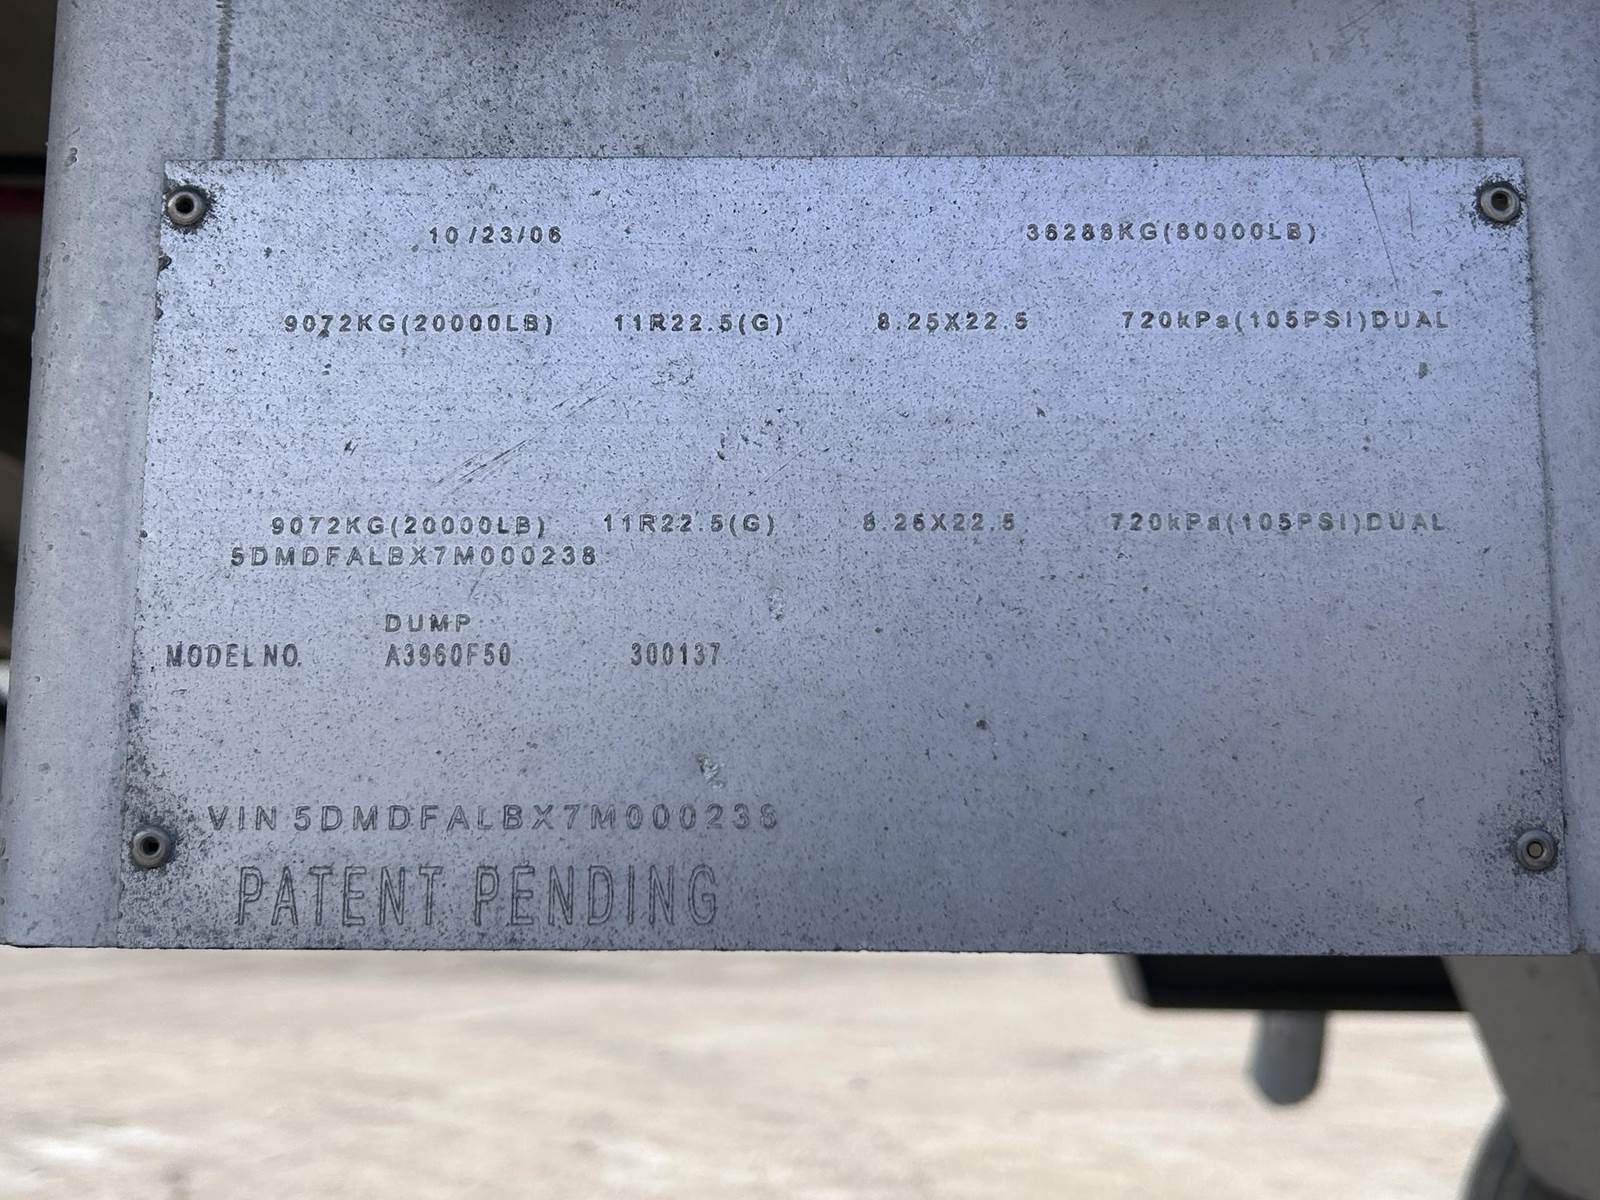 10/23/06 36288KG(80000LB)
9072KG(20000LB) 11R22.5(G) 8.25X22.5 720kPa(105PSI)DUAL
9072KG(20000LB) 11R22.5(G) 8.25X22.5 720kPa(105PSI)DUAL
5DMDFALBX7M000238
DUMP
MODEL NO. A3960F50 300137
VIN 5DMDFALBX7M000238
PATENT PENDING